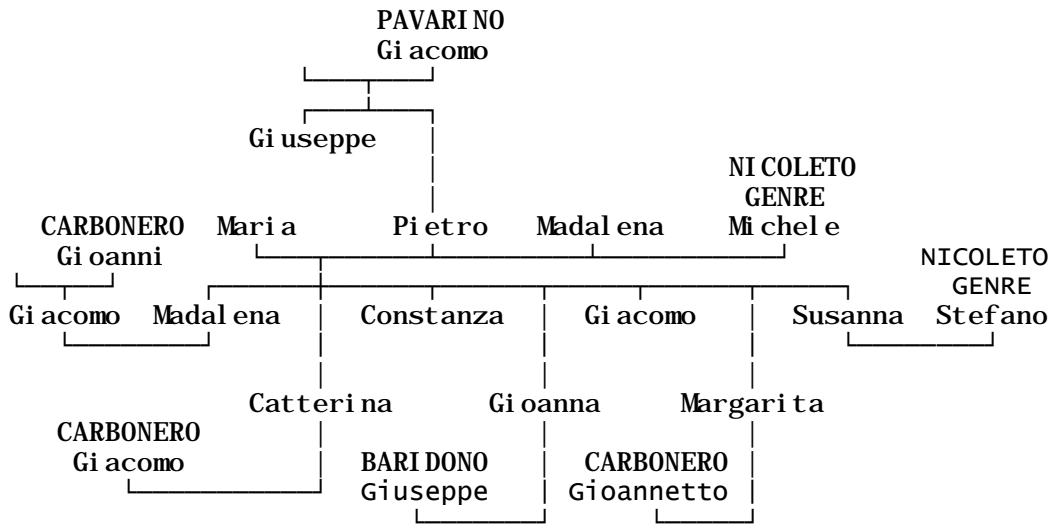 PAVARINO
Giacomo
Giuseppe
NICOLETO
GENRE
CARBONERO Maria Pietro Madalena Michele
Gioanni NICOLETO
GENRE
Giacomo Madalena Constanza Giacomo Susanna Stefano
Catterina Gioanna Margarita
CARBONERO
Giacomo BARIDONO CARBONERO
Giuseppe Gioannetto